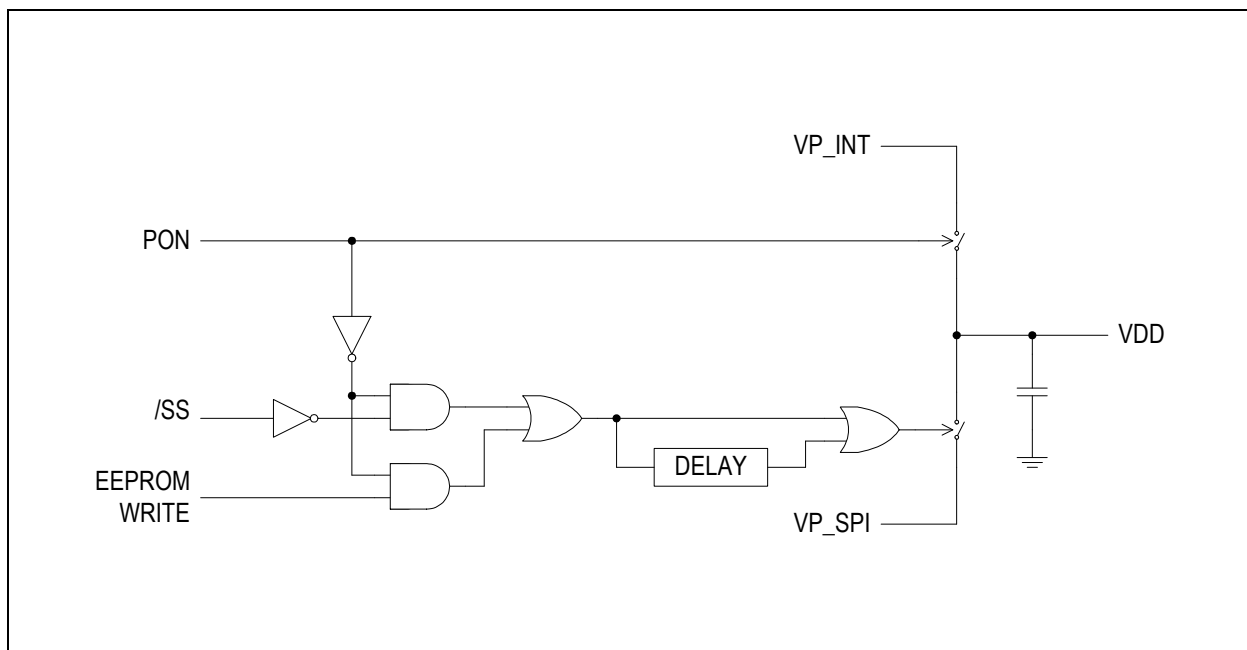 VP_INT
PON
VDD
/SS
DELAY
EEPROM
WRITE
VP_SPI